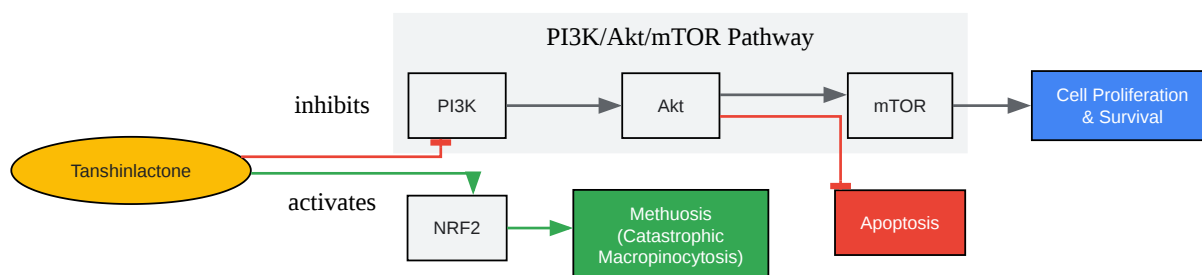 PI3K/Akt/mTOR Pathway
inhibits
PI3K
Akt
mTOR
Cell Proliferation
& Survival
Tanshinlactone
activates
NRF2
Methuosis
(Catastrophic
Macropinocytosis)
Apoptosis